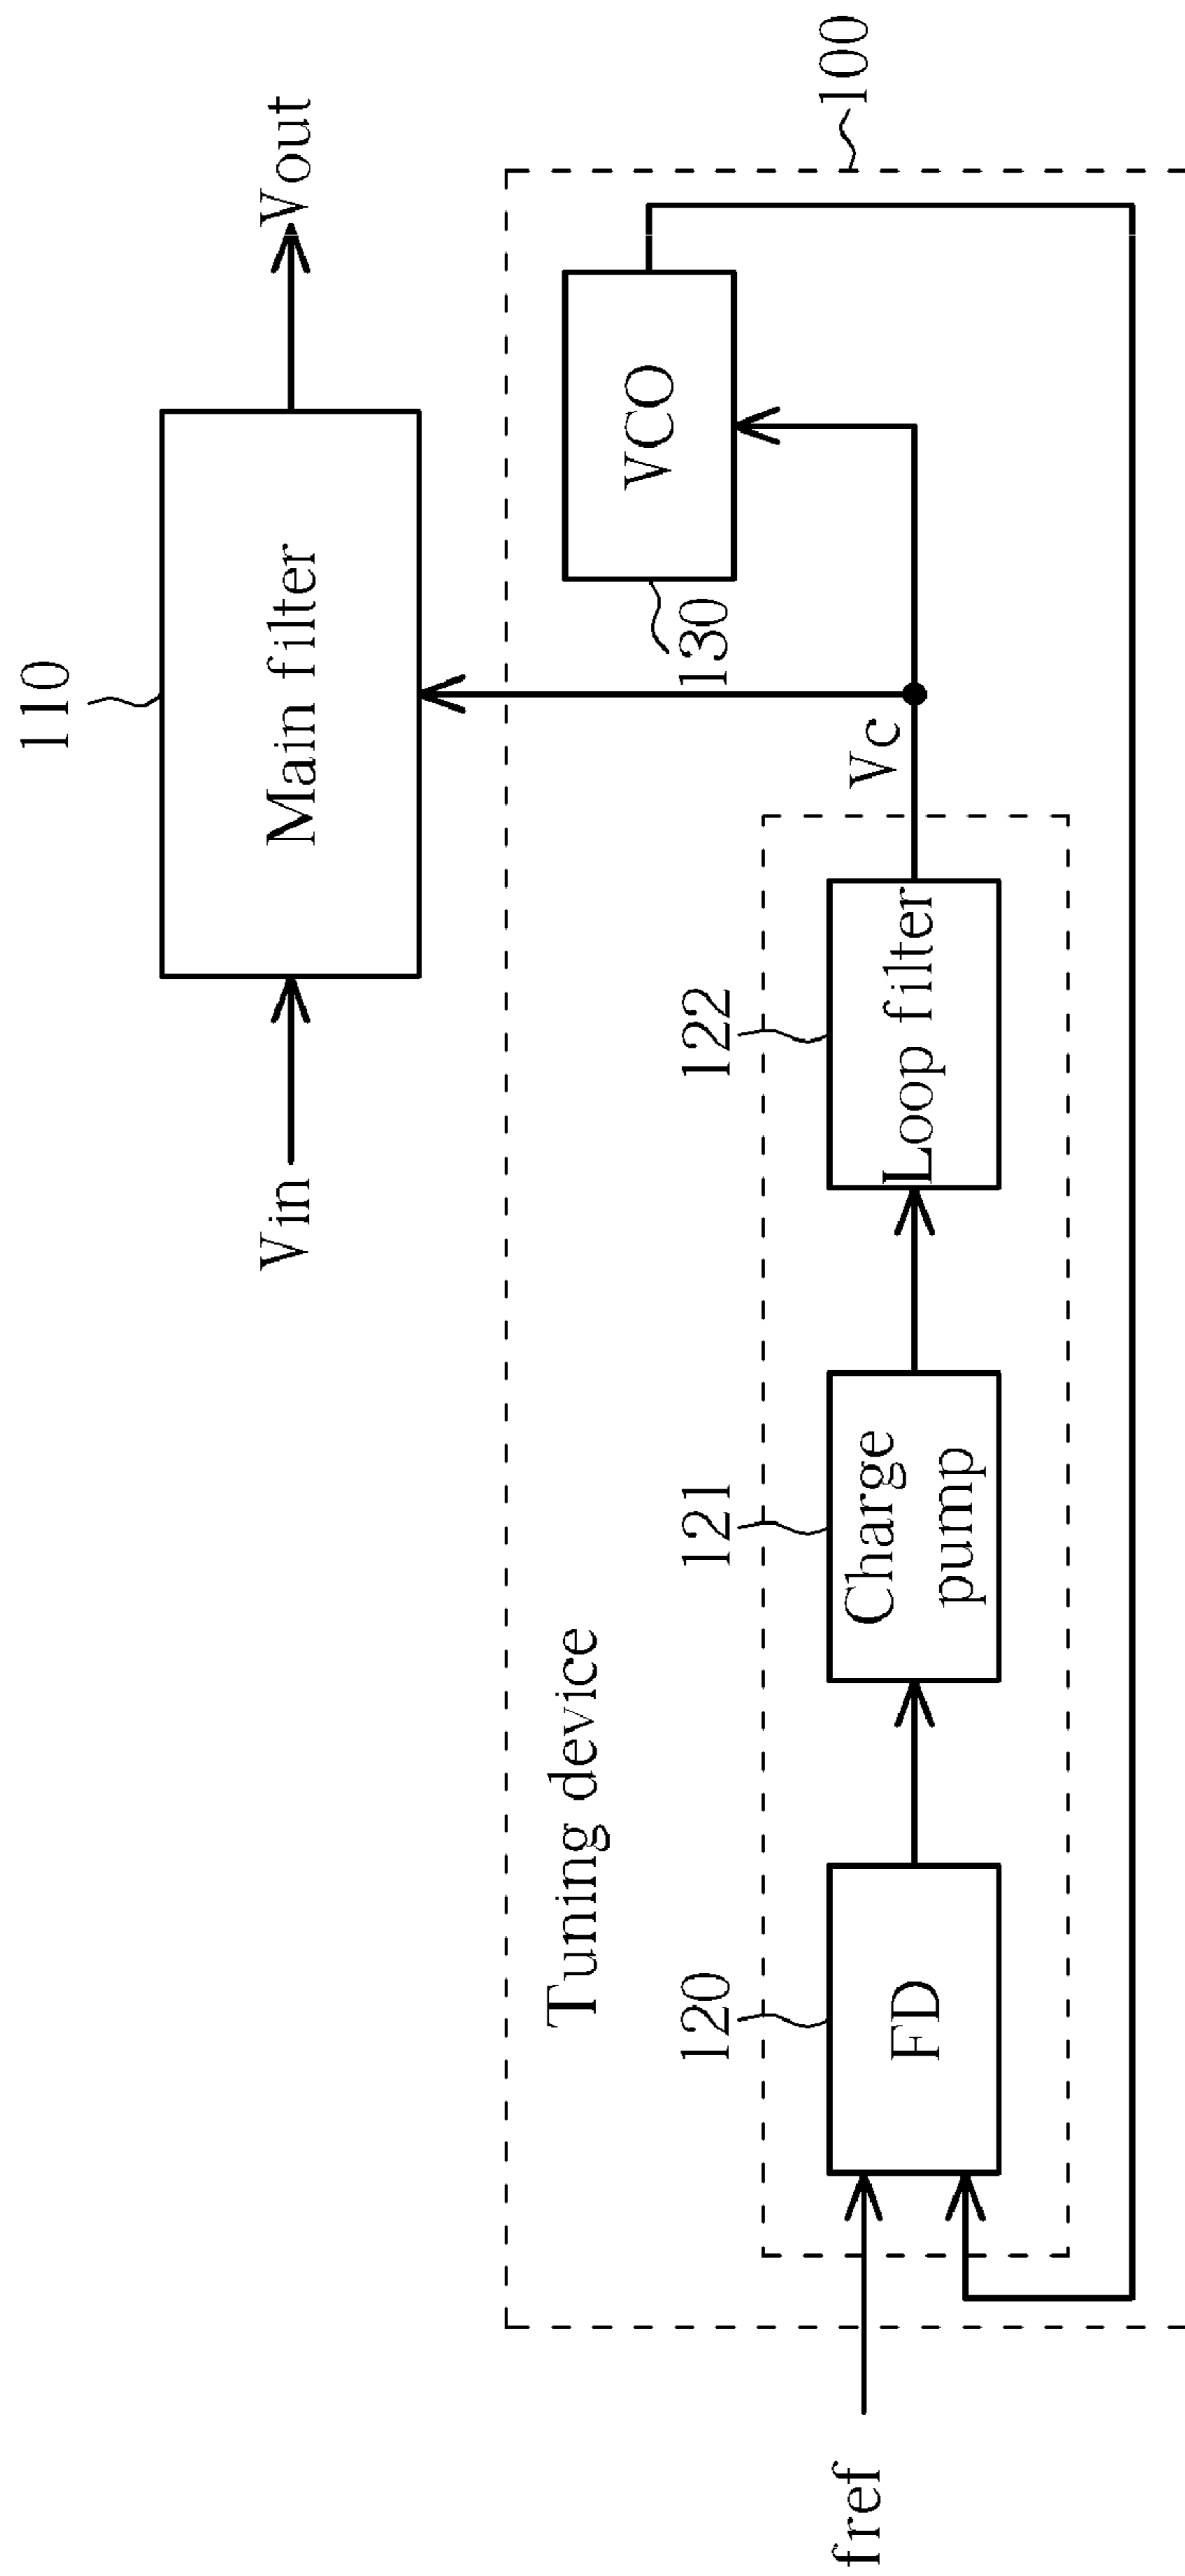 110
Vin
Main filter
Vout
Tuning device
130
VCO
100
120
121
122
Vc
fref
FD
Charge
pump
Loop filter